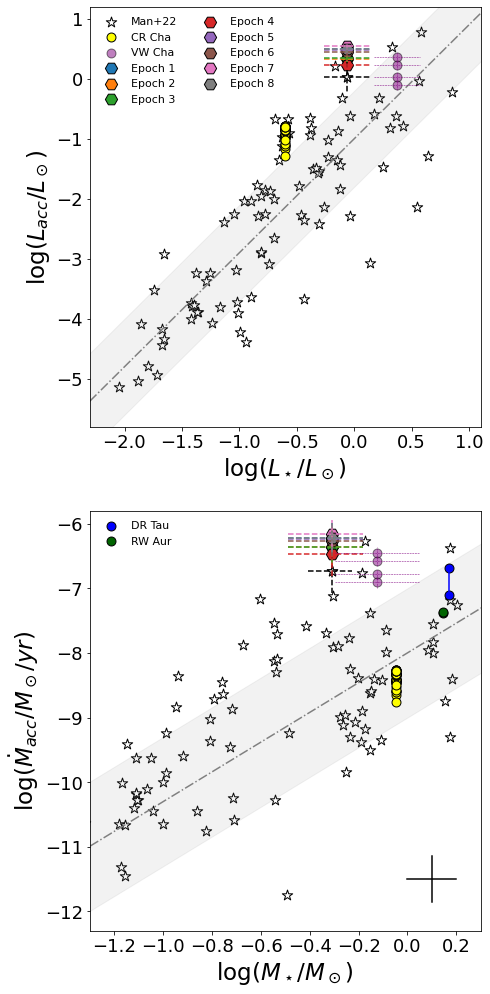 1
0
−1
−2
−3
−4
−5
log(L_acc/L_⊙)
Man+22
CR Cha
VW Cha
Epoch 1
Epoch 2
Epoch 3
Epoch 4
Epoch 5
Epoch 6
Epoch 7
Epoch 8
−2.0 −1.5 −1.0 −0.5 0.0 0.5 1.0
log(L_⋆/L_⊙)
−6
−7
−8
−9
−10
−11
−12
log(Ṁ_acc/M_⊙/yr)
DR Tau
RW Aur
−1.2 −1.0 −0.8 −0.6 −0.4 −0.2 0.0 0.2
log(M_⋆/M_⊙)